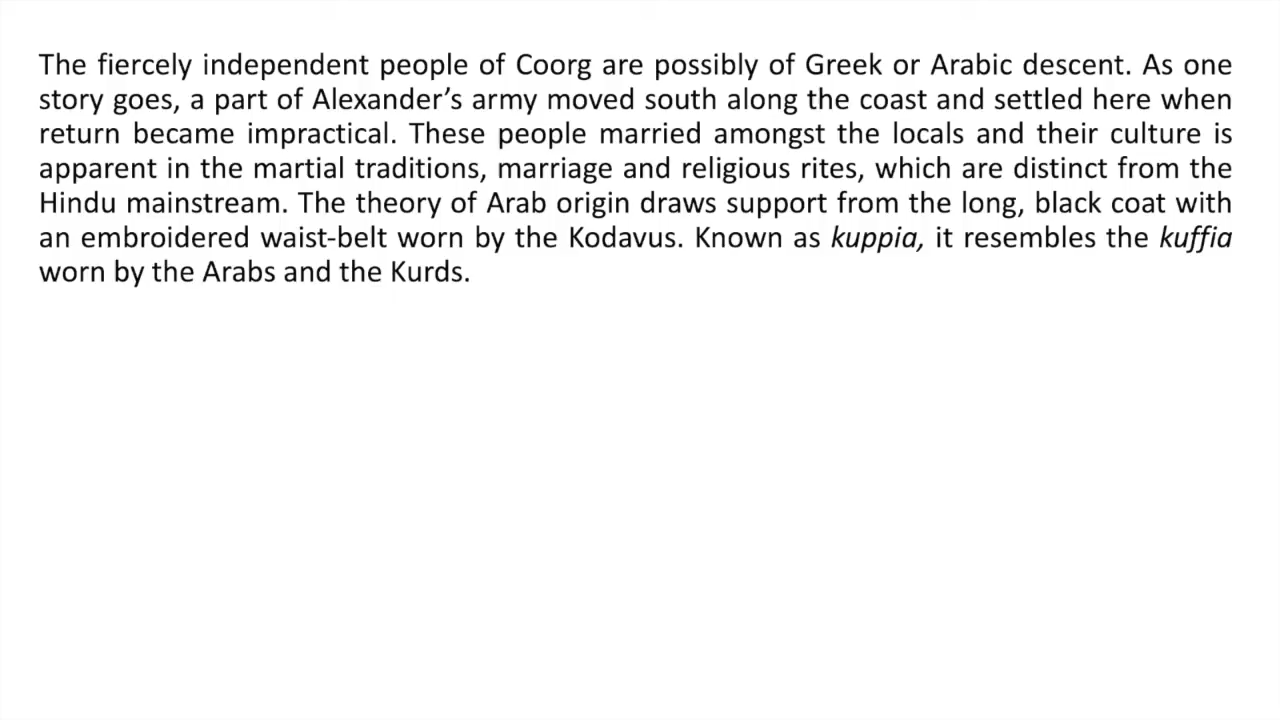 The fiercely independent people of Coorg are possibly of Greek or Arabic descent. As one
story goes, a part of Alexander’s army moved south along the coast and settled here when
return became impractical. These people married amongst the locals and their culture is
apparent in the martial traditions, marriage and religious rites, which are distinct from the
Hindu mainstream. The theory of Arab origin draws support from the long, black coat with
an embroidered waist-belt worn by the Kodavus. Known as kuppia, it resembles the kuffia
worn by the Arabs and the Kurds.